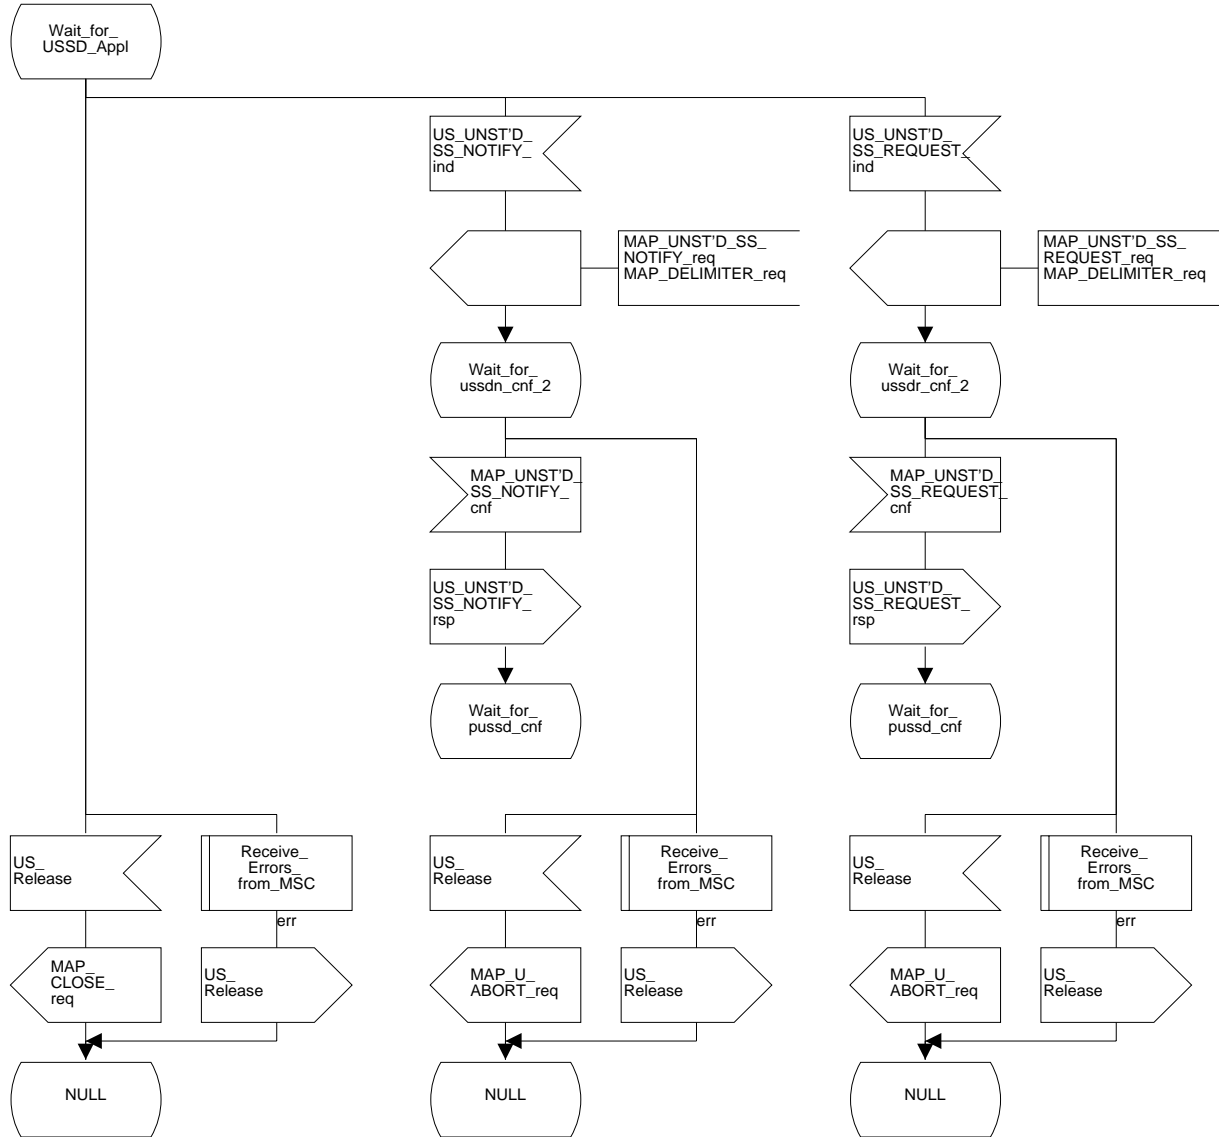 Wait_for_
USSD_Appl
US_UNST'D_
SS_NOTIFY_
ind
US_UNST'D_
SS_REQUEST_
ind
MAP_UNST'D_SS_
NOTIFY_req
MAP_DELIMITER_req
MAP_UNST'D_SS_
REQUEST_req
MAP_DELIMITER_req
Wait_for_
ussdn_cnf_2
Wait_for_
ussdr_cnf_2
MAP_UNST'D_
SS_NOTIFY_
cnf
MAP_UNST'D_
SS_REQUEST_
cnf
US_UNST'D_
SS_NOTIFY_
rsp
US_UNST'D_
SS_REQUEST_
rsp
Wait_for_
pussd_cnf
Wait_for_
pussd_cnf
US_
Release
Receive_
Errors_
from_MSC
US_
Release
Receive_
Errors_
from_MSC
US_
Release
Receive_
Errors_
from_MSC
err
err
err
MAP_
CLOSE_
req
US_
Release
MAP_U_
ABORT_req
US_
Release
MAP_U_
ABORT_req
US_
Release
NULL
NULL
NULL